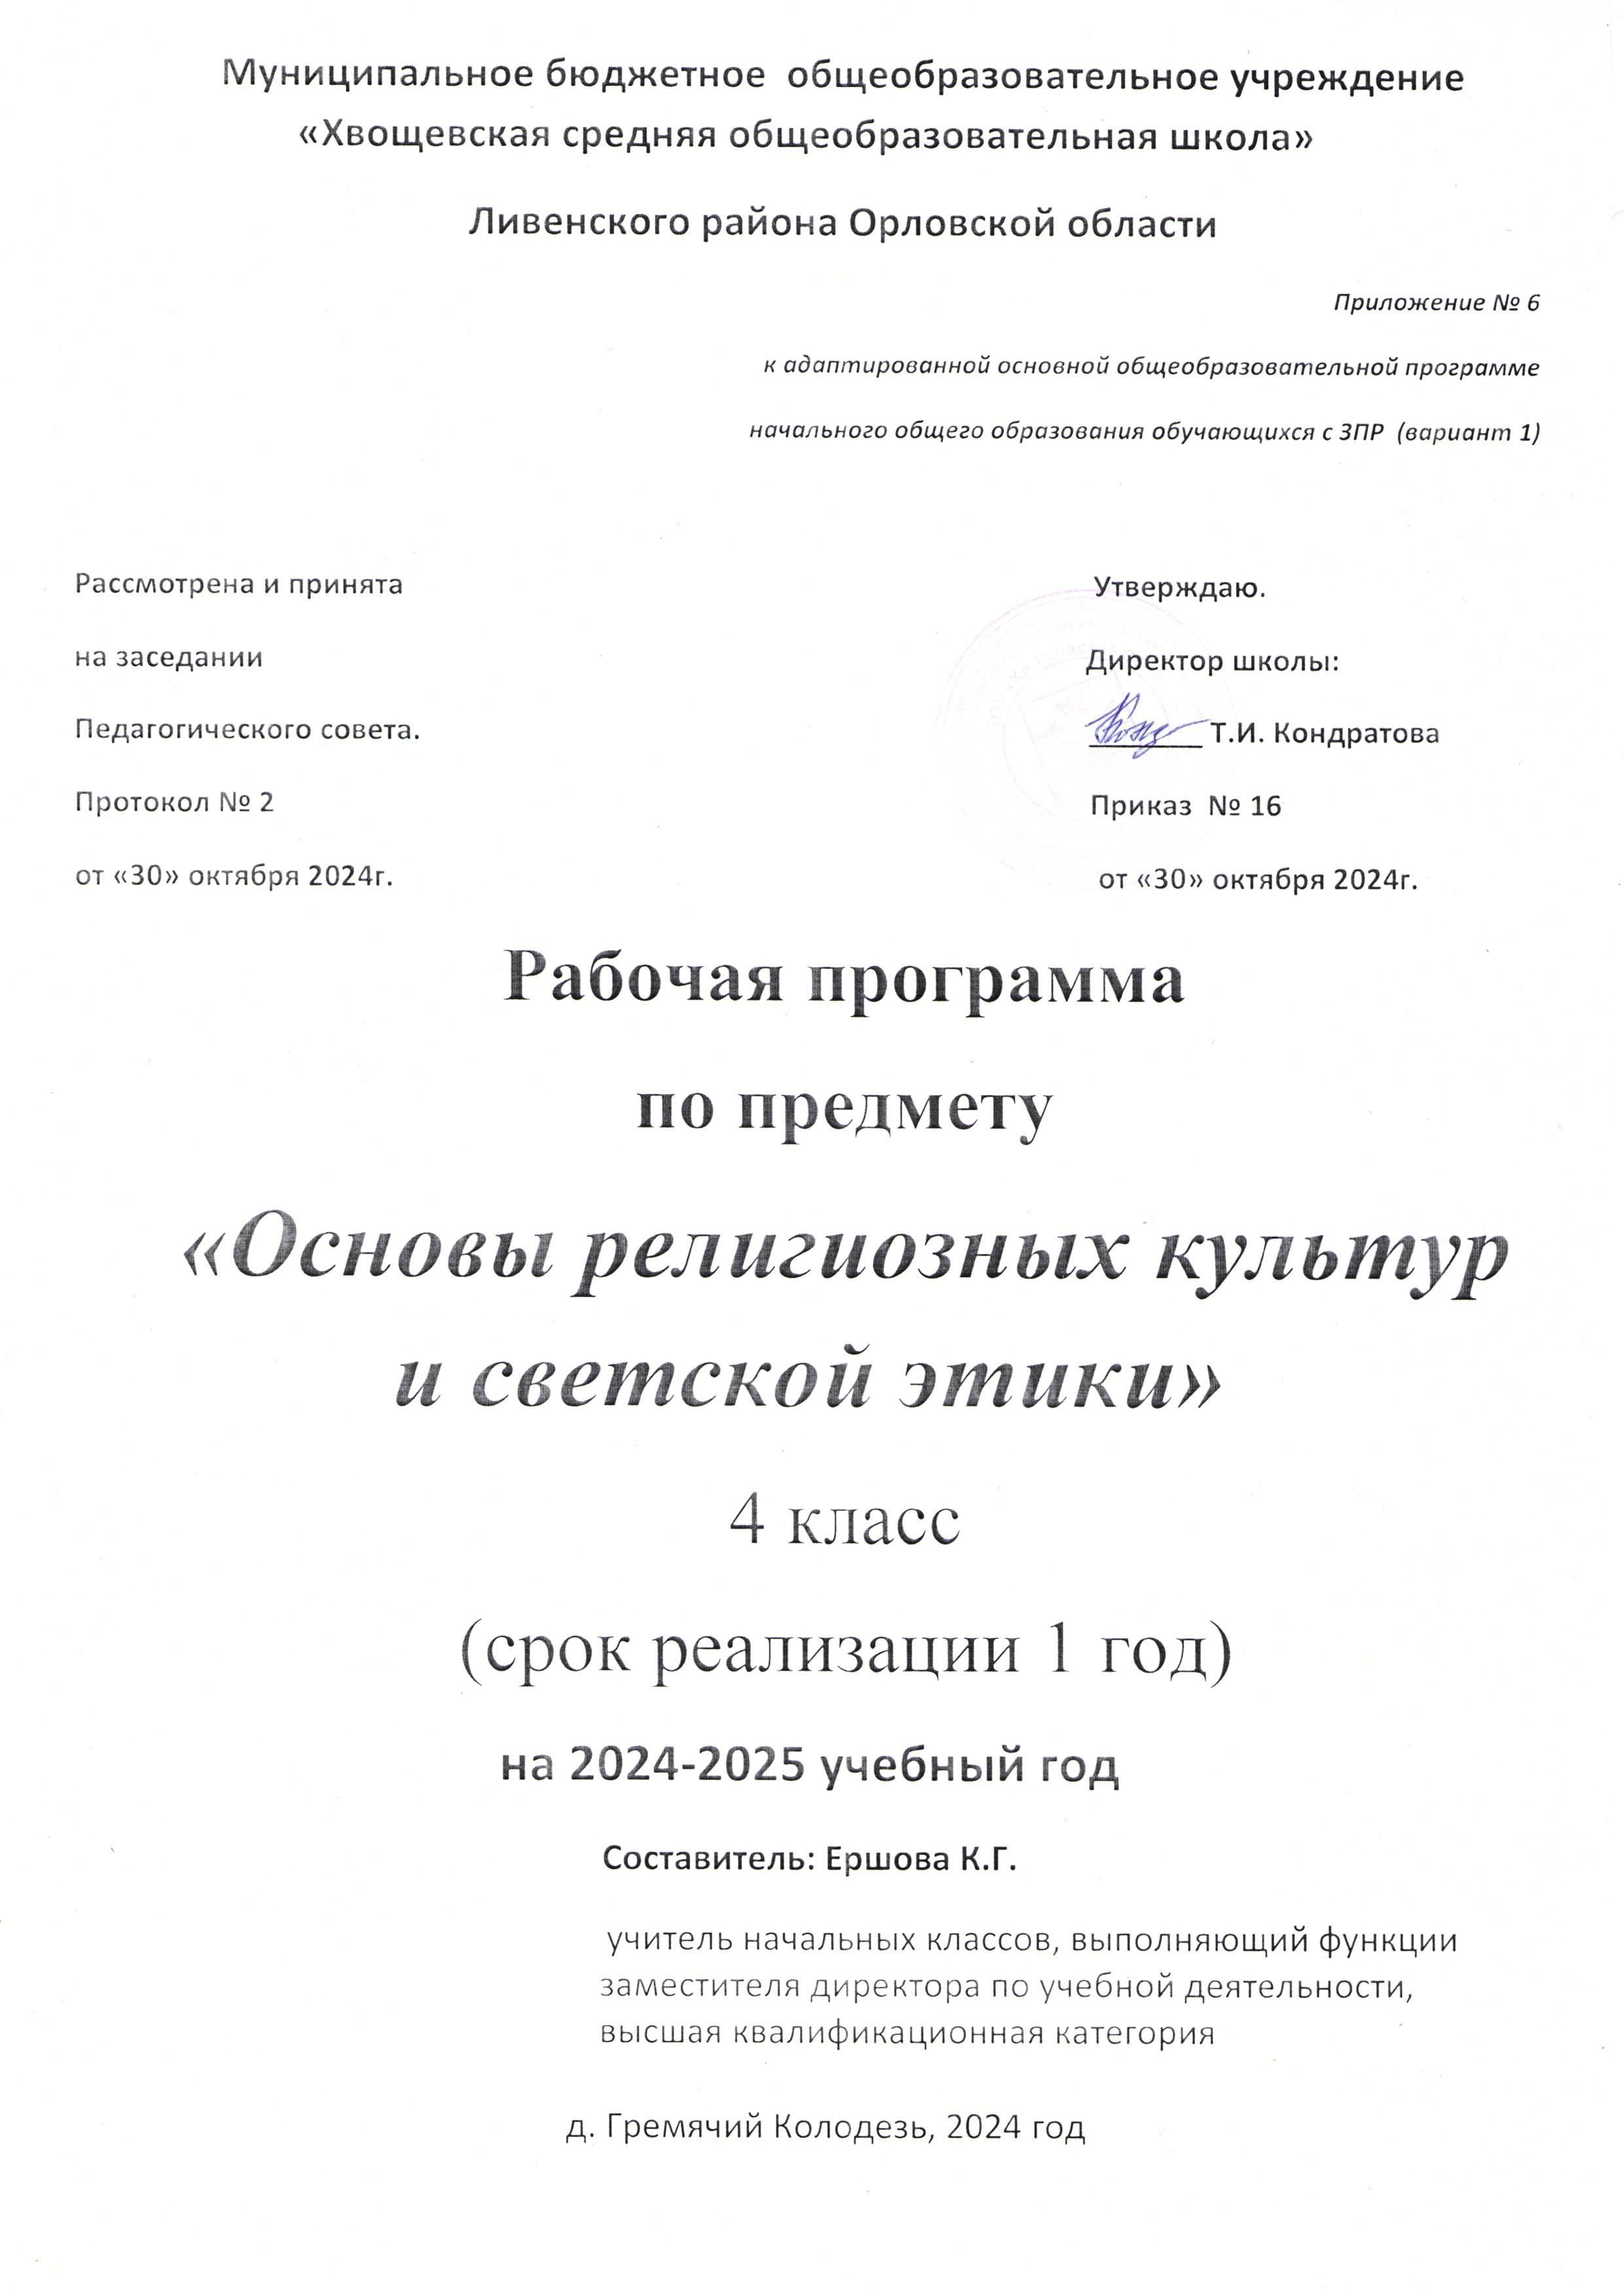 Муниципальное бюджетное общеобразовательное учреждение
«Хвощевская средняя общеобразовательная школа»
Ливенского района Орловской области
Приложение № 6
к адаптированной основной общеобразовательной программе
начального общего образования обучающихся с ЗПР (вариант 1)
Рассмотрена и принята
на заседании
Педагогического совета.
Протокол № 2
от «30» октября 2024г.
Утверждаю.
Директор школы:
Т.И. Кондратова
Приказ № 16
от «30» октября 2024г.
Рабочая программа
по предмету
«Основы религиозных культур
и светской этики»
4 класс
(срок реализации 1 год)
на 2024-2025 учебный год
Составитель: Ершова К.Г.
учитель начальных классов, выполняющий функции
заместителя директора по учебной деятельности,
высшая квалификационная категория
д. Гремячий Колодезь, 2024 год